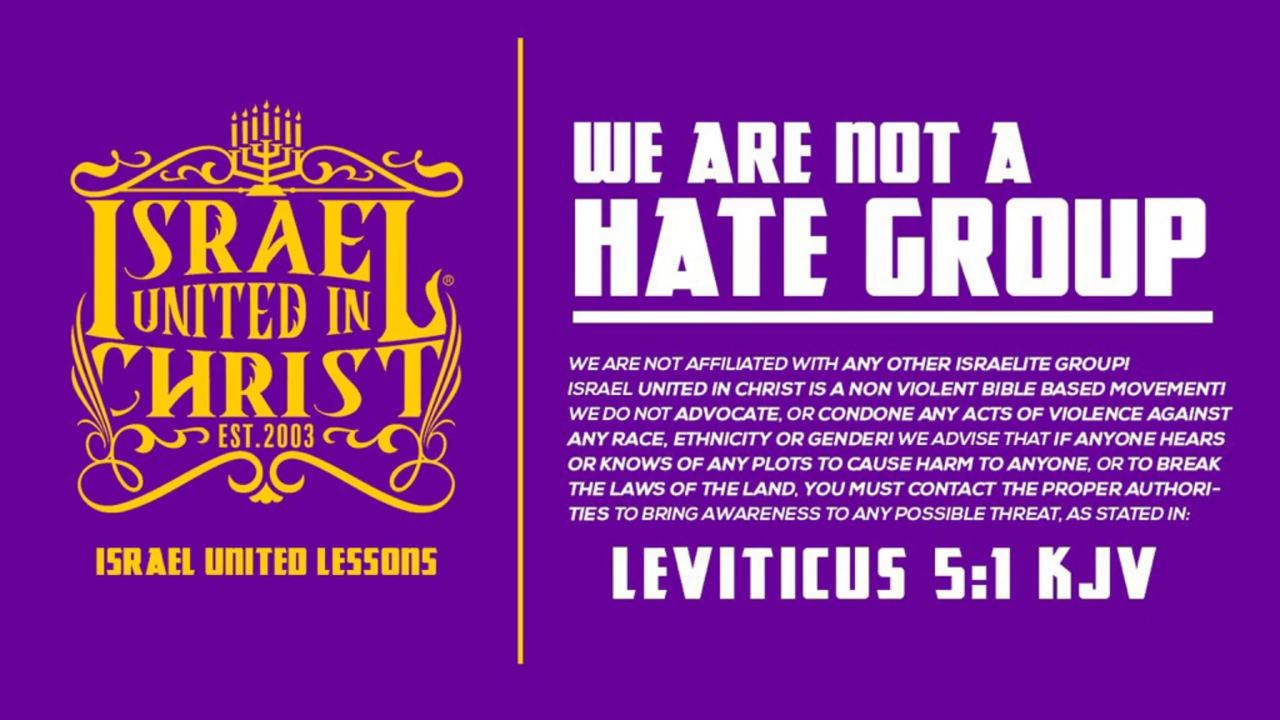 ISRAEL
UNITED IN
CHRIST
®
EST.2003
ISRAEL UNITED LESSONS
WE ARE NOT A
HATE GROUP
WE ARE NOT AFFILIATED WITH ANY OTHER ISRAELITE GROUP!
ISRAEL UNITED IN CHRIST IS A NON VIOLENT BIBLE BASED MOVEMENT!
WE DO NOT ADVOCATE, OR CONDONE ANY ACTS OF VIOLENCE AGAINST
ANY RACE, ETHNICITY OR GENDER! WE ADVISE THAT IF ANYONE HEARS
OR KNOWS OF ANY PLOTS TO CAUSE HARM TO ANYONE, OR TO BREAK
THE LAWS OF THE LAND, YOU MUST CONTACT THE PROPER AUTHORI-
TIES TO BRING AWARENESS TO ANY POSSIBLE THREAT, AS STATED IN:
LEVITICUS 5:1 KJV